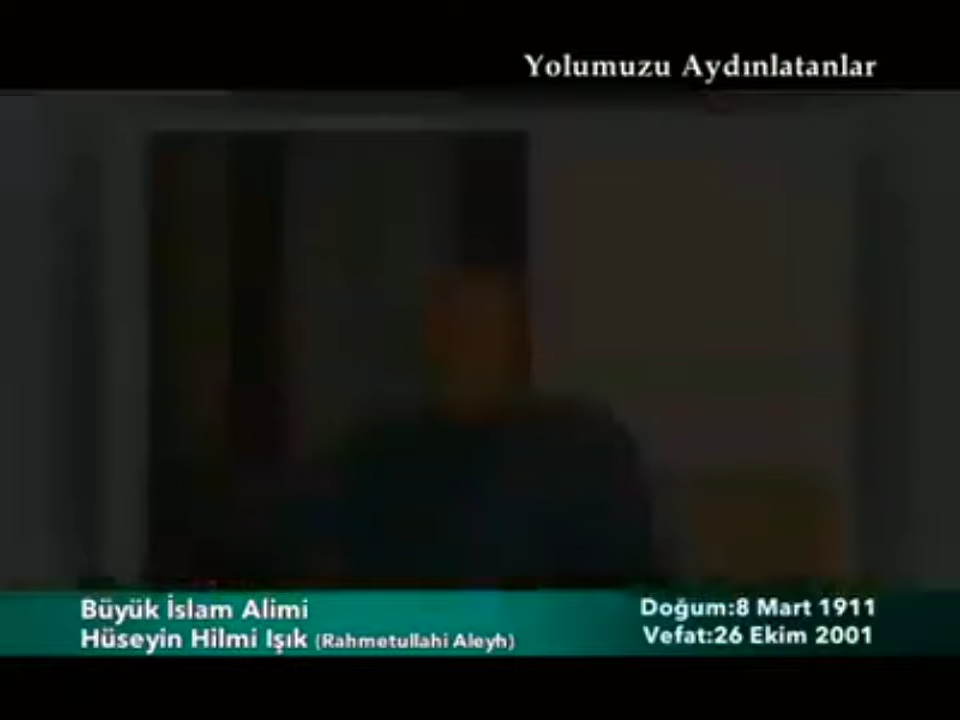 Yolumuzu Aydınlatanlar
Büyük İslam Alimi
Hüseyin Hilmi Işık (Rahmetullahi Aleyh)
Doğum:8 Mart 1911
Vefat:26 Ekim 2001